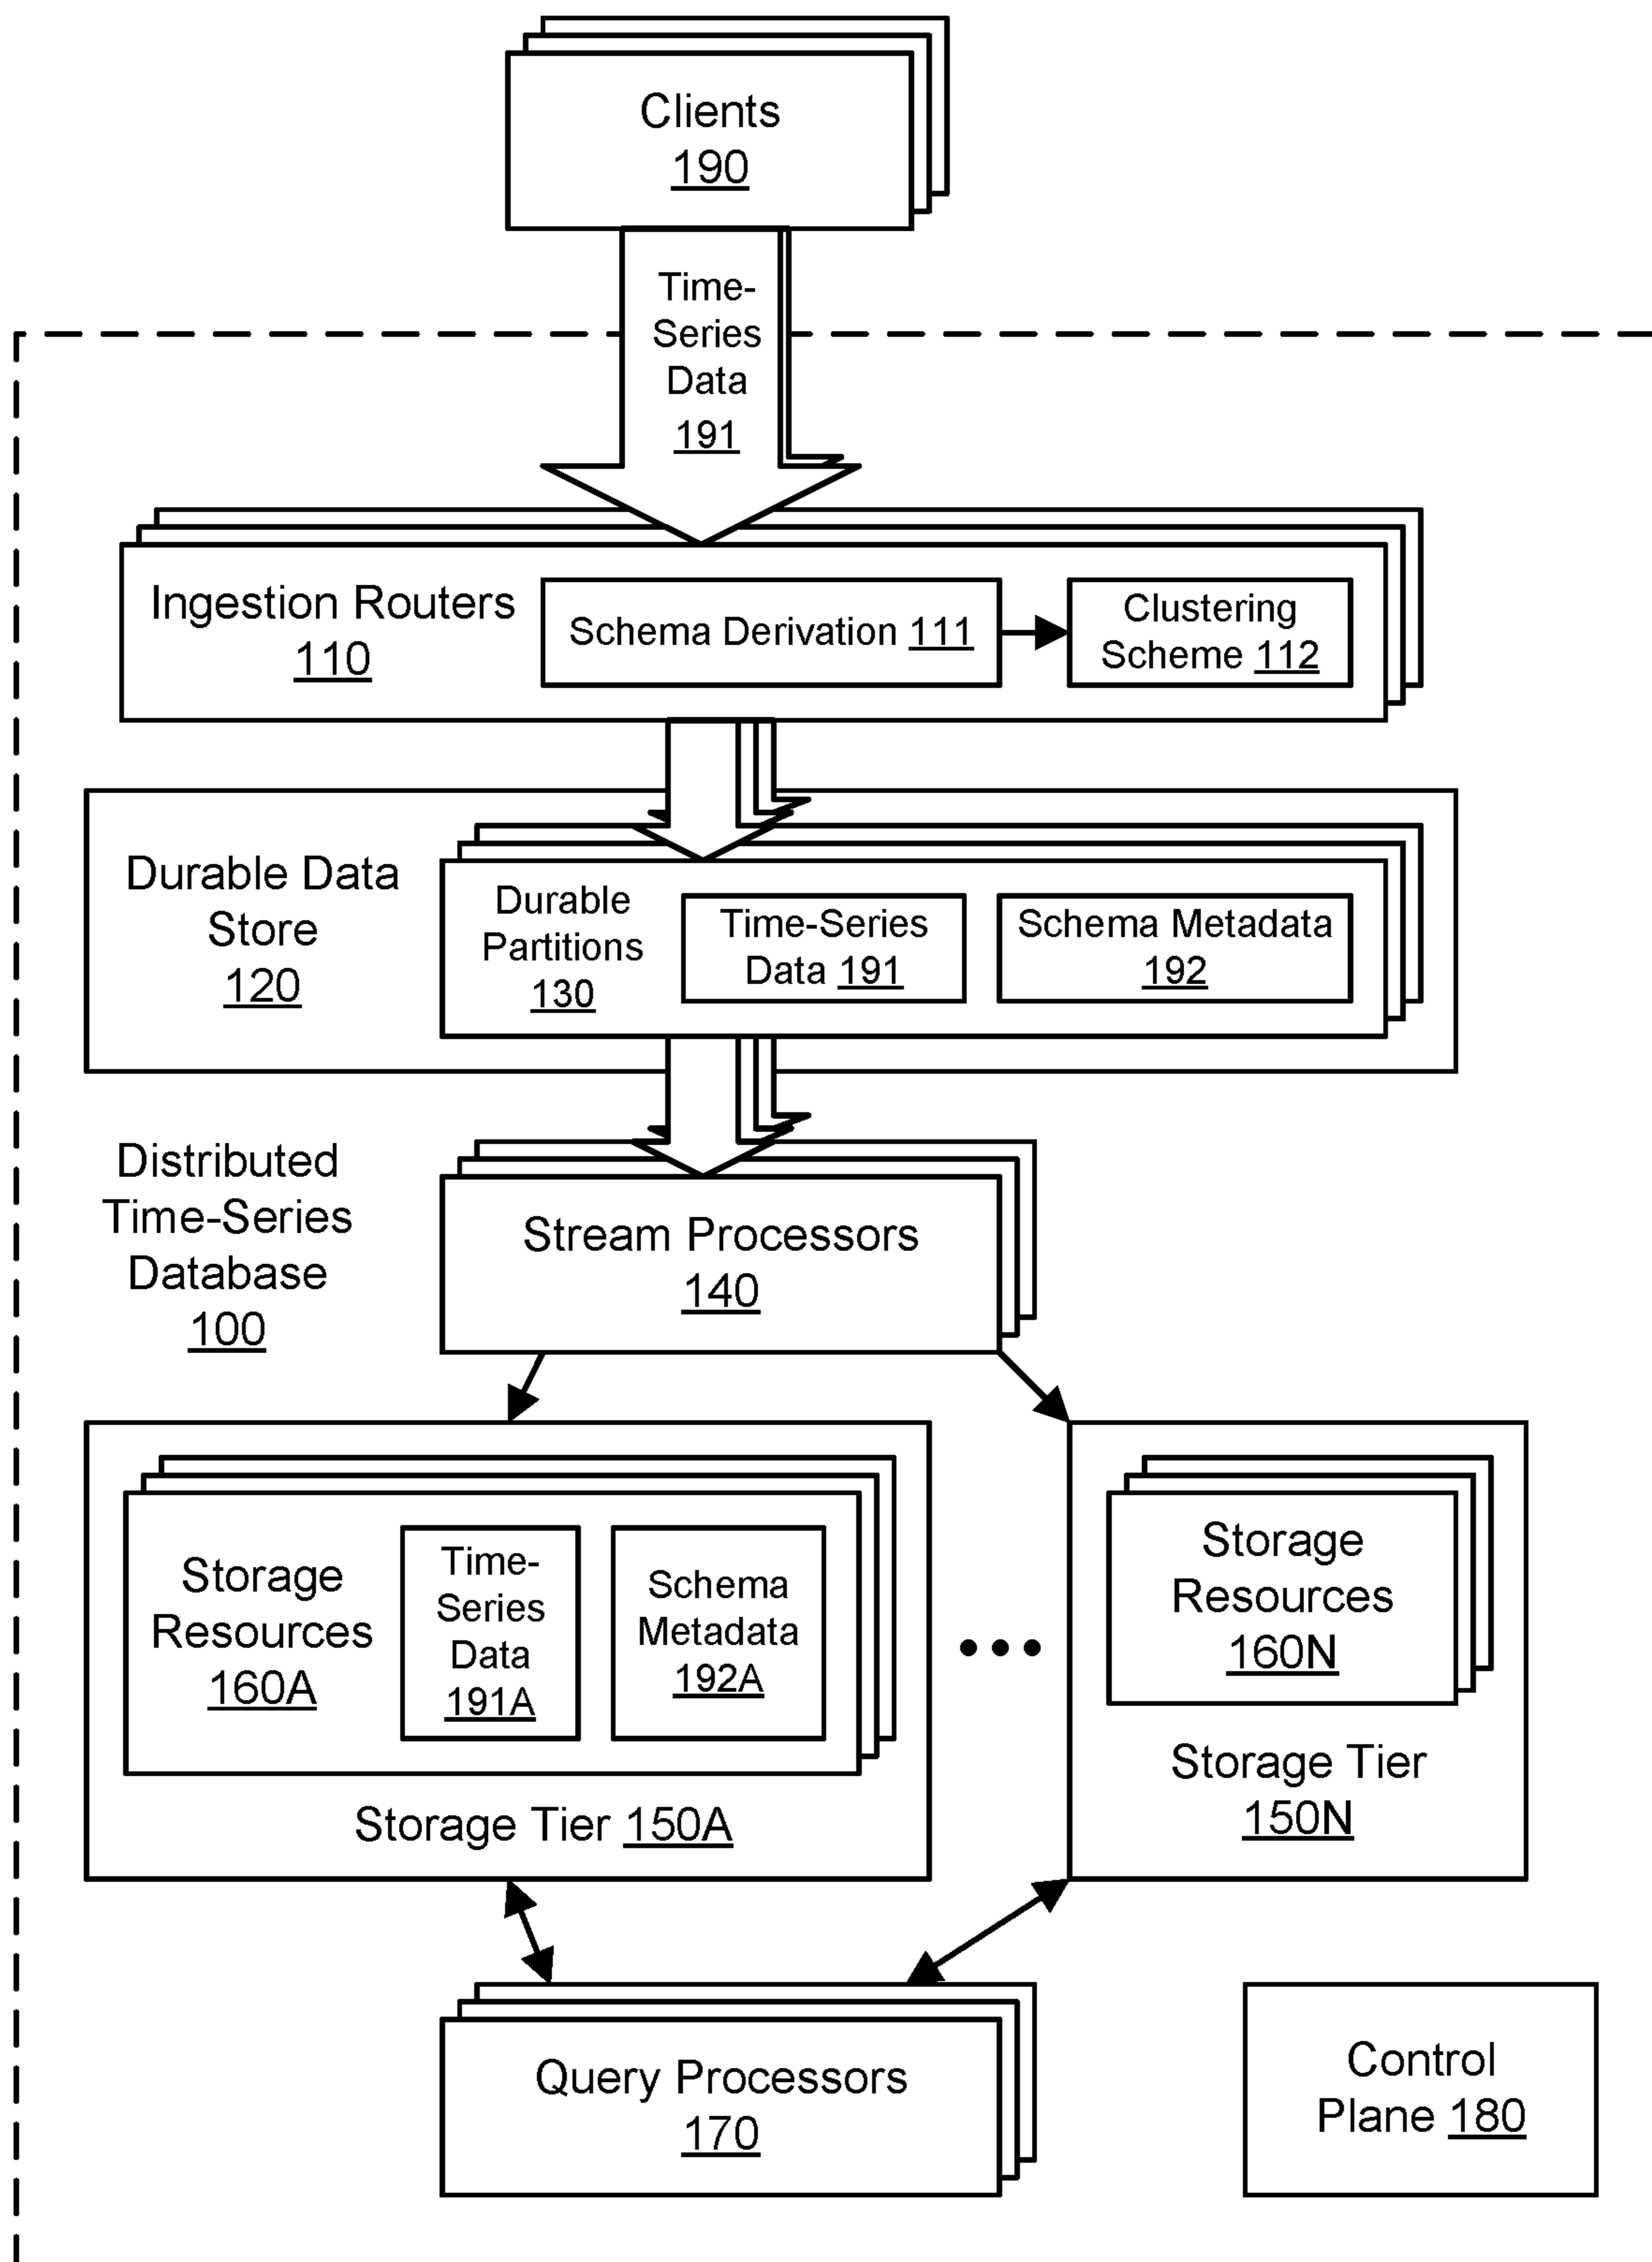 Clients
190
Time-
Series
Data
191
Ingestion Routers
110
Schema Derivation 111
Clustering
Scheme 112
Durable Data
Store
120
Durable
Partitions
130
Time-Series
Data 191
Schema Metadata
192
Distributed
Time-Series
Database
100
Stream Processors
140
Storage
Resources
160A
Time-
Series
Data
191A
Schema
Metadata
192A
Storage Tier 150A
Storage
Resources
160N
Storage Tier
150N
Query Processors
170
Control
Plane 180